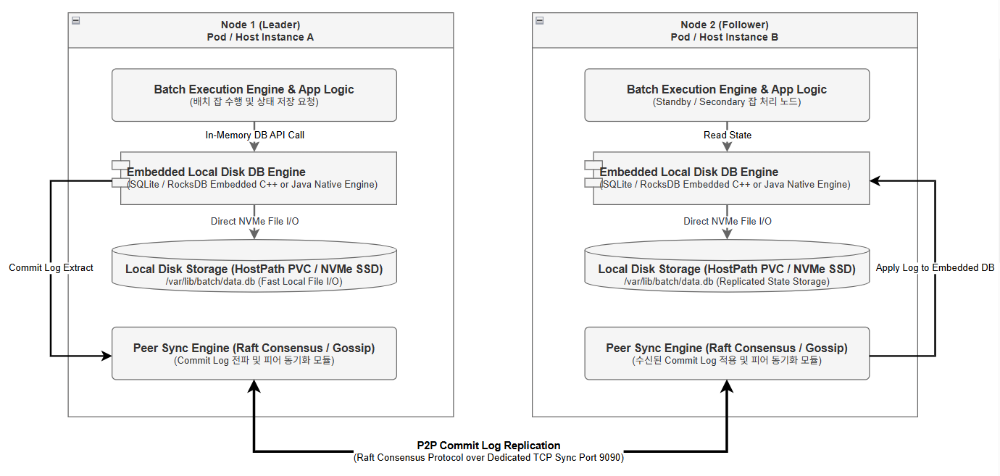 Node 1 (Leader)
Pod / Host Instance A
Batch Execution Engine & App Logic
(배치 잡 수행 및 상태 저장 요청)
In-Memory DB API Call
Embedded Local Disk DB Engine
(SQLite / RocksDB Embedded C++ or Java Native Engine)
Direct NVMe File I/O
Local Disk Storage (HostPath PVC / NVMe SSD)
/var/lib/batch/data.db (Fast Local File I/O)
Commit Log Extract
Peer Sync Engine (Raft Consensus / Gossip)
(Commit Log 전파 및 피어 동기화 모듈)
Node 2 (Follower)
Pod / Host Instance B
Batch Execution Engine & App Logic
(Standby / Secondary 잡 처리 노드)
Read State
Embedded Local Disk DB Engine
(SQLite / RocksDB Embedded C++ or Java Native Engine)
Direct NVMe File I/O
Local Disk Storage (HostPath PVC / NVMe SSD)
/var/lib/batch/data.db (Replicated State Storage)
Apply Log to Embedded DB
Peer Sync Engine (Raft Consensus / Gossip)
(수신된 Commit Log 적용 및 피어 동기화 모듈)
P2P Commit Log Replication
(Raft Consensus Protocol over Dedicated TCP Sync Port 9090)